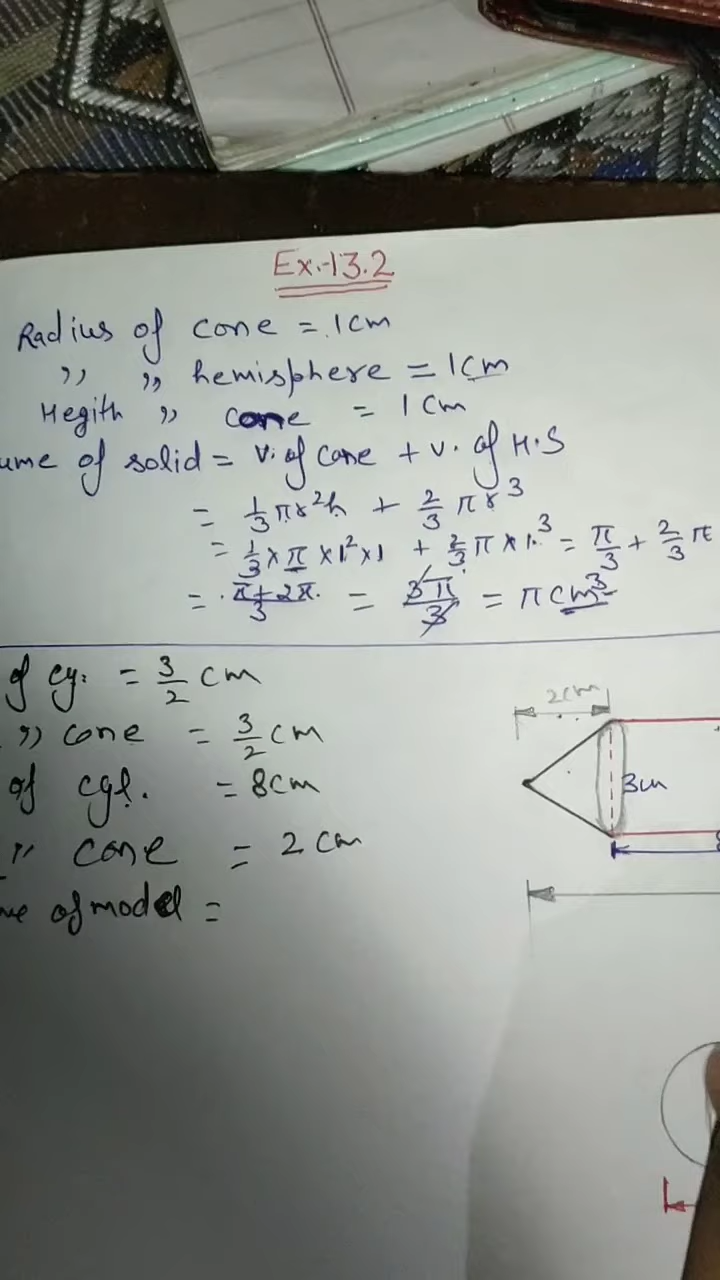 Ex.-13.2
Radius of cone = 1cm
,, ,, hemisphere = 1cm
Hegith ,, cone = 1 cm
ume of solid = V. of cone + v. of H.S
= 1/3 πr²h + 2/3 πr³
= 1/3 × π × 1² × 1 + 2/3 π × 1³ = π/3 + 2/3 π
= π+2π/3 = 3π/3 = π cm³
of cy. = 3/2 cm
,, cone = 3/2 cm
of cyl. = 8cm
,, cone = 2 cm
me of model =
2cm
3cm